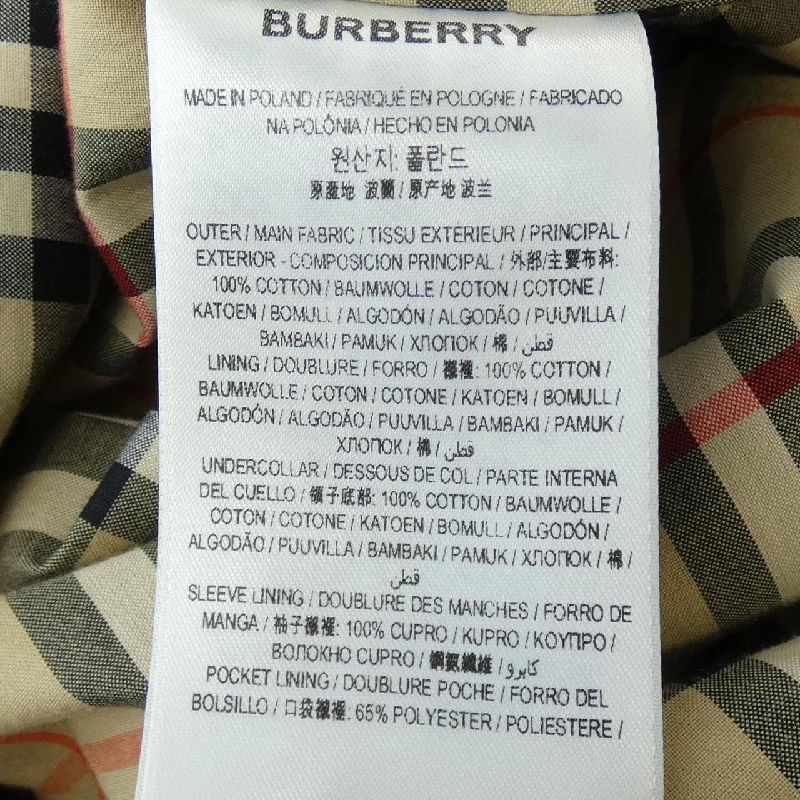 BURBERRY
MADE IN POLAND / FABRIQUÉ EN POLOGNE / FABRICADO
NA POLÔNIA / HECHO EN POLONIA
원산지: 폴란드
原產地 波蘭 / 原产地 波兰
OUTER / MAIN FABRIC / TISSU EXTÉRIEUR / PRINCIPAL /
EXTERIOR - COMPOSICION PRINCIPAL / 外部/主要布料:
100% COTTON / BAUMWOLLE / COTON / COTONE /
KATOEN / BOMULL / ALGODÓN / ALGODÃO / PUUVILLA /
BAMBAKI / PAMUK / ХЛОПОК / 棉 / قطن
LINING / DOUBLURE / FORRO / 襯裡: 100% COTTON /
BAUMWOLLE / COTON / COTONE / KATOEN / BOMULL /
ALGODÓN / ALGODÃO / PUUVILLA / BAMBAKI / PAMUK /
ХЛОПОК / 棉 / قطن
UNDERCOLLAR / DESSOUS DE COL / PARTE INTERNA
DEL CUELLO / 領子底部: 100% COTTON / BAUMWOLLE /
COTON / COTONE / KATOEN / BOMULL / ALGODÓN /
ALGODÃO / PUUVILLA / BAMBAKI / PAMUK / ХЛОПОК / 棉 /
قطن
SLEEVE LINING / DOUBLURE DES MANCHES / FORRO DE
MANGA / 袖子襯裡: 100% CUPRO / KUPRO / ΚΟΥΠΡΟ /
ВОЛОКНО CUPRO / 銅氨纖維 / كابرو
POCKET LINING / DOUBLURE POCHE / FORRO DEL
BOLSILLO / 口袋襯裡: 65% POLYESTER / POLIESTERE /